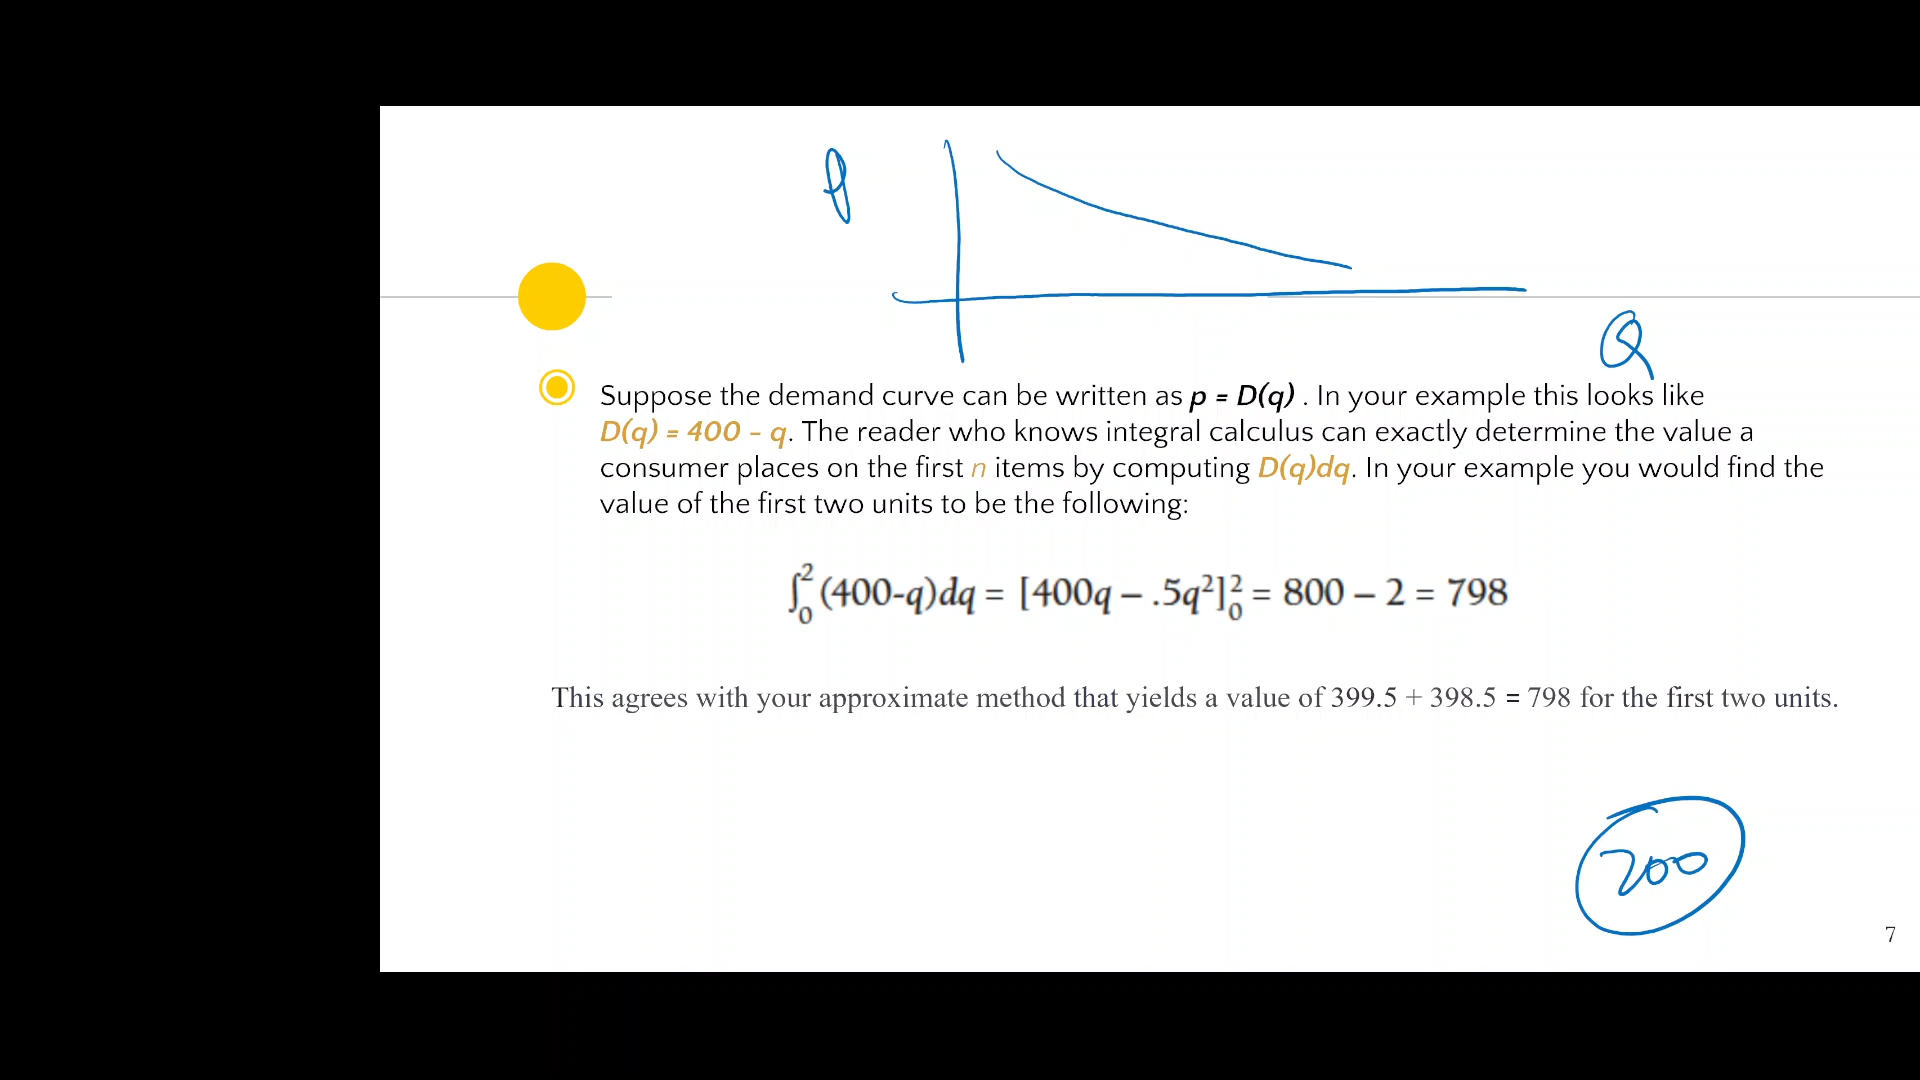 P
Q
Suppose the demand curve can be written as p = D(q) . In your example this looks like
D(q) = 400 - q. The reader who knows integral calculus can exactly determine the value a
consumer places on the first n items by computing D(q)dq. In your example you would find the
value of the first two units to be the following:
∫₀² (400-q)dq = [400q – .5q²]₀² = 800 – 2 = 798
This agrees with your approximate method that yields a value of 399.5 + 398.5 = 798 for the first two units.
200
7